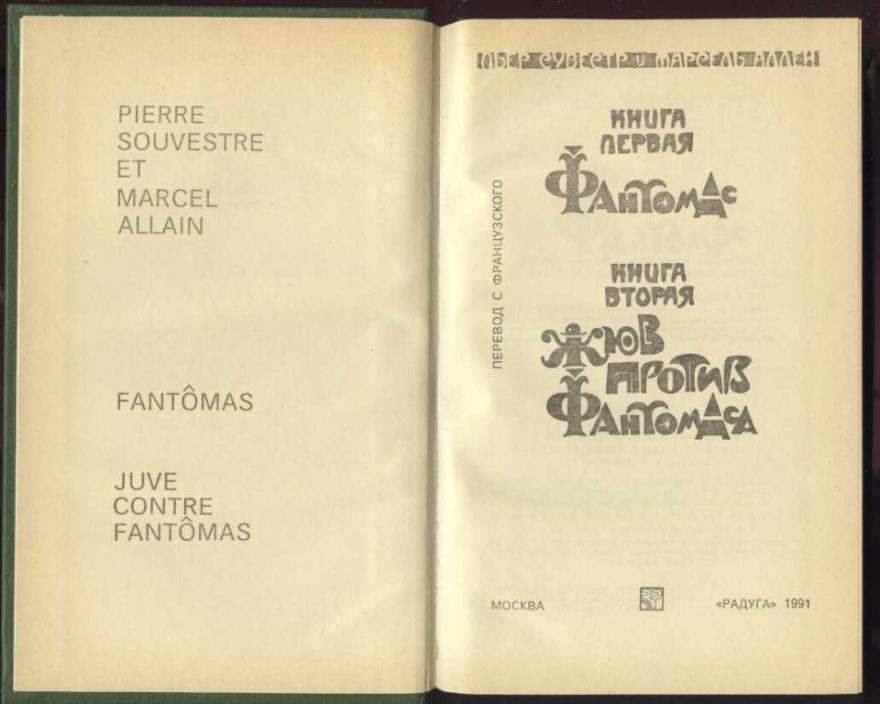 PIERRE
SOUVESTRE
ET
MARCEL
ALLAIN
FANTÔMAS
JUVE
CONTRE
FANTÔMAS
ПЬЕР СУВЕСТР И МАРСЕЛЬ АЛЛЕН
КНИГА
ПЕРВАЯ
ФАНТОМАС
ПЕРЕВОД С ФРАНЦУЗСКОГО
КНИГА
ВТОРАЯ
ЖЮВ
ПРОТИВ
ФАНТОМАСА
МОСКВА
«РАДУГА» 1991